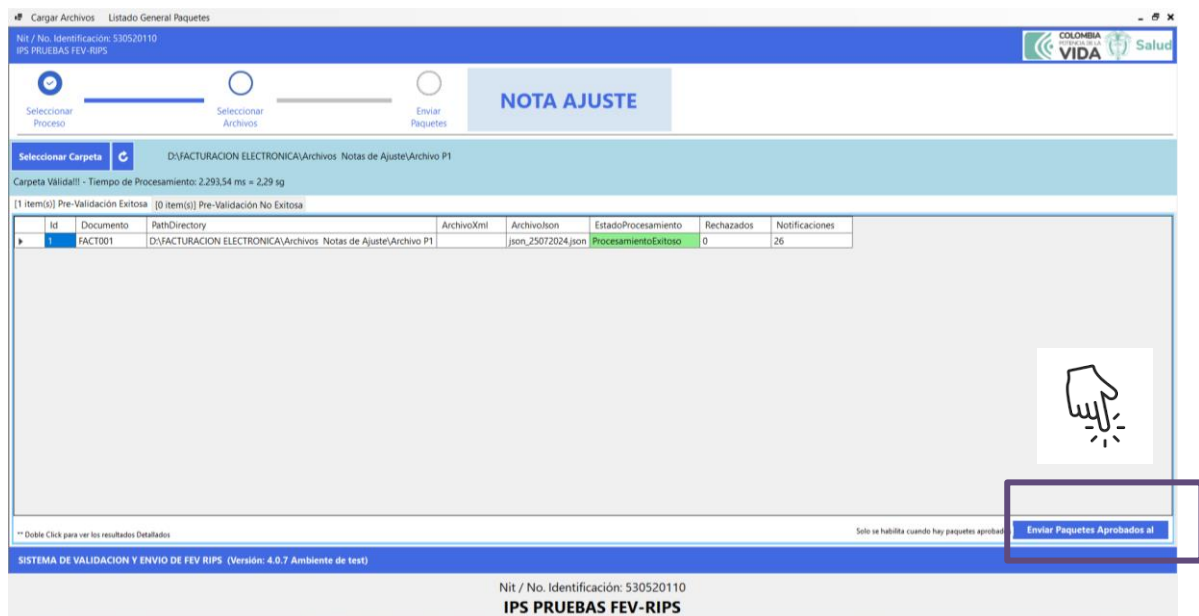 Cargar Archivos Listado General Paquetes
Nit / No. Identificación: 530520110
IPS PRUEBAS FEV-RIPS
COLOMBIA
POTENCIA DE LA
VIDA
Salud
Seleccionar
Proceso
Seleccionar
Archivos
Enviar
Paquetes
NOTA AJUSTE
Seleccionar Carpeta D:\FACTURACION ELECTRONICA\Archivos Notas de Ajuste\Archivo P1
Carpeta Válida!!! - Tiempo de Procesamiento: 2.293,54 ms = 2,29 sg
[1 item(s)] Pre-Validación Exitosa [0 item(s)] Pre-Validación No Exitosa
Id Documento PathDirectory ArchivoXml ArchivoJson EstadoProcesamiento Rechazados Notificaciones
1 FACT001 D:\FACTURACION ELECTRONICA\Archivos Notas de Ajuste\Archivo P1 json_25072024.json ProcesamientoExitoso 0 26
** Doble Click para ver los resultados Detallados
Solo se habilita cuando hay paquetes aprobad Enviar Paquetes Aprobados al
SISTEMA DE VALIDACION Y ENVIO DE FEV RIPS (Versión: 4.0.7 Ambiente de test)
Nit / No. Identificación: 530520110
IPS PRUEBAS FEV-RIPS